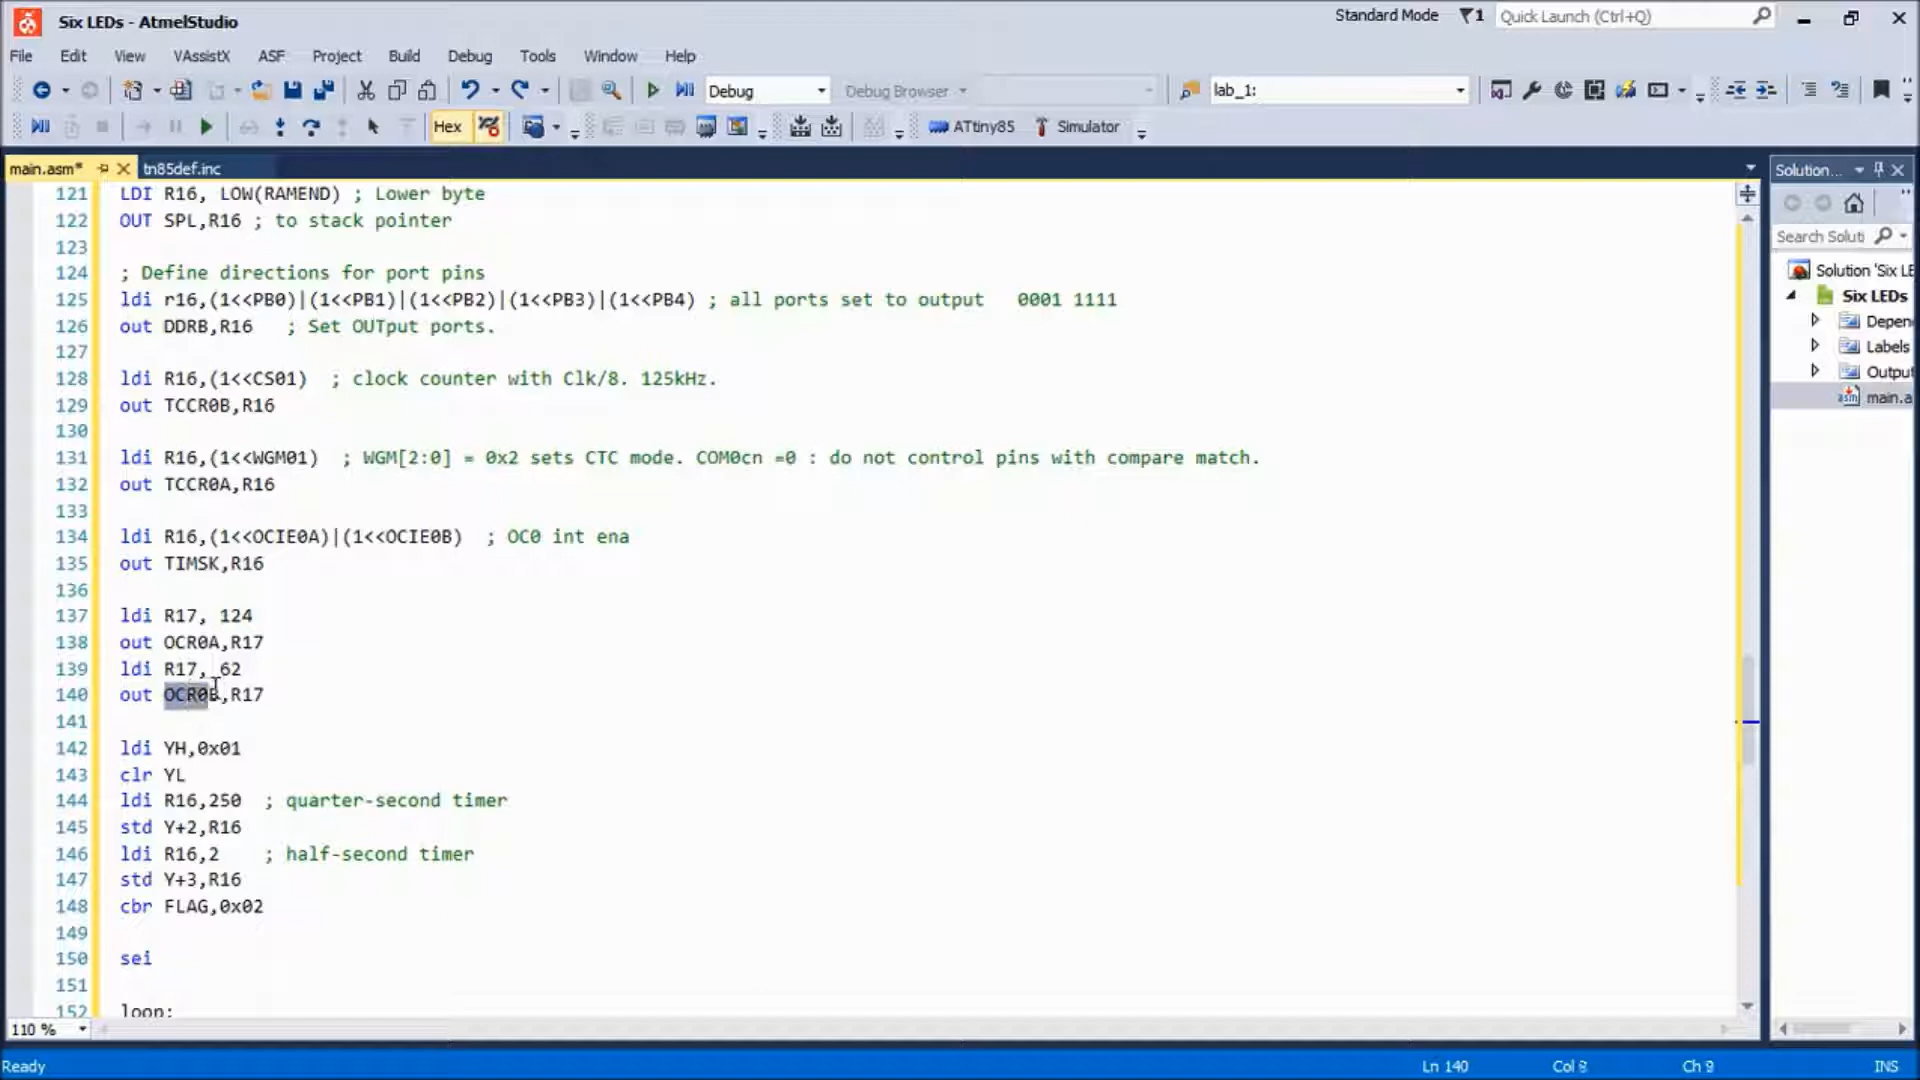 Six LEDs - AtmelStudio
Standard Mode
1
Quick Launch (Ctrl+Q)
File Edit View VAssistX ASF Project Build Debug Tools Window Help
Debug
Debug Browser
lab_1:
Hex
ATtiny85
Simulator
main.asm*
tn85def.inc
Solution...
121 LDI R16, LOW(RAMEND) ; Lower byte
122 OUT SPL,R16 ; to stack pointer
123
124 ; Define directions for port pins
125 ldi r16,(1<<PB0)|(1<<PB1)|(1<<PB2)|(1<<PB3)|(1<<PB4) ; all ports set to output   0001 1111
126 out DDRB,R16   ; Set OUTput ports.
127
128 ldi R16,(1<<CS01)  ; clock counter with Clk/8. 125kHz.
129 out TCCR0B,R16
130
131 ldi R16,(1<<WGM01)  ; WGM[2:0] = 0x2 sets CTC mode. COM0cn =0 : do not control pins with compare match.
132 out TCCR0A,R16
133
134 ldi R16,(1<<OCIE0A)|(1<<OCIE0B)  ; OC0 int ena
135 out TIMSK,R16
136
137 ldi R17, 124
138 out OCR0A,R17
139 ldi R17, 62
140 out OCR0B,R17
141
142 ldi YH,0x01
143 clr YL
144 ldi R16,250  ; quarter-second timer
145 std Y+2,R16
146 ldi R16,2    ; half-second timer
147 std Y+3,R16
148 cbr FLAG,0x02
149
150 sei
151
152 loop:
Search Soluti
Solution 'Six LE
Six LEDs
Depen
Labels
Output
main.a
110 %
Ready
Ln 140
Col 8
Ch 9
INS